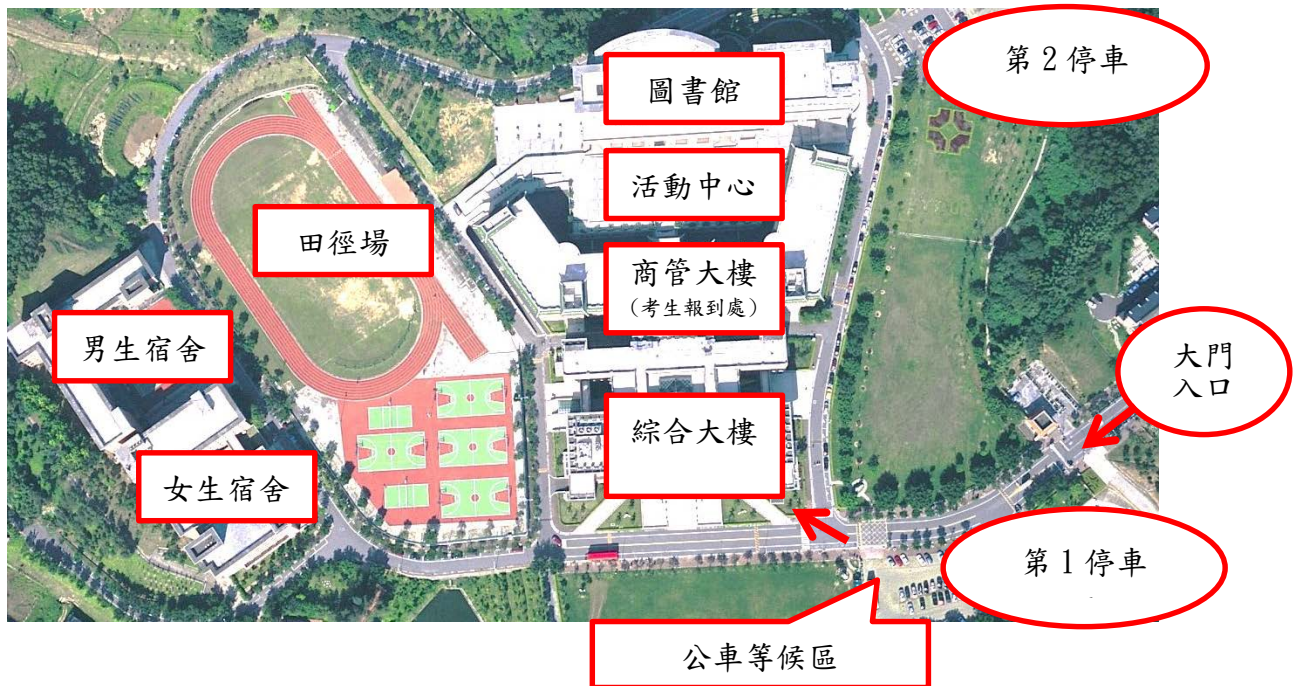 第2停車
圖書館
活動中心
田徑場
商管大樓
(考生報到處)
男生宿舍
大門
入口
綜合大樓
女生宿舍
第1停車
公車等候區